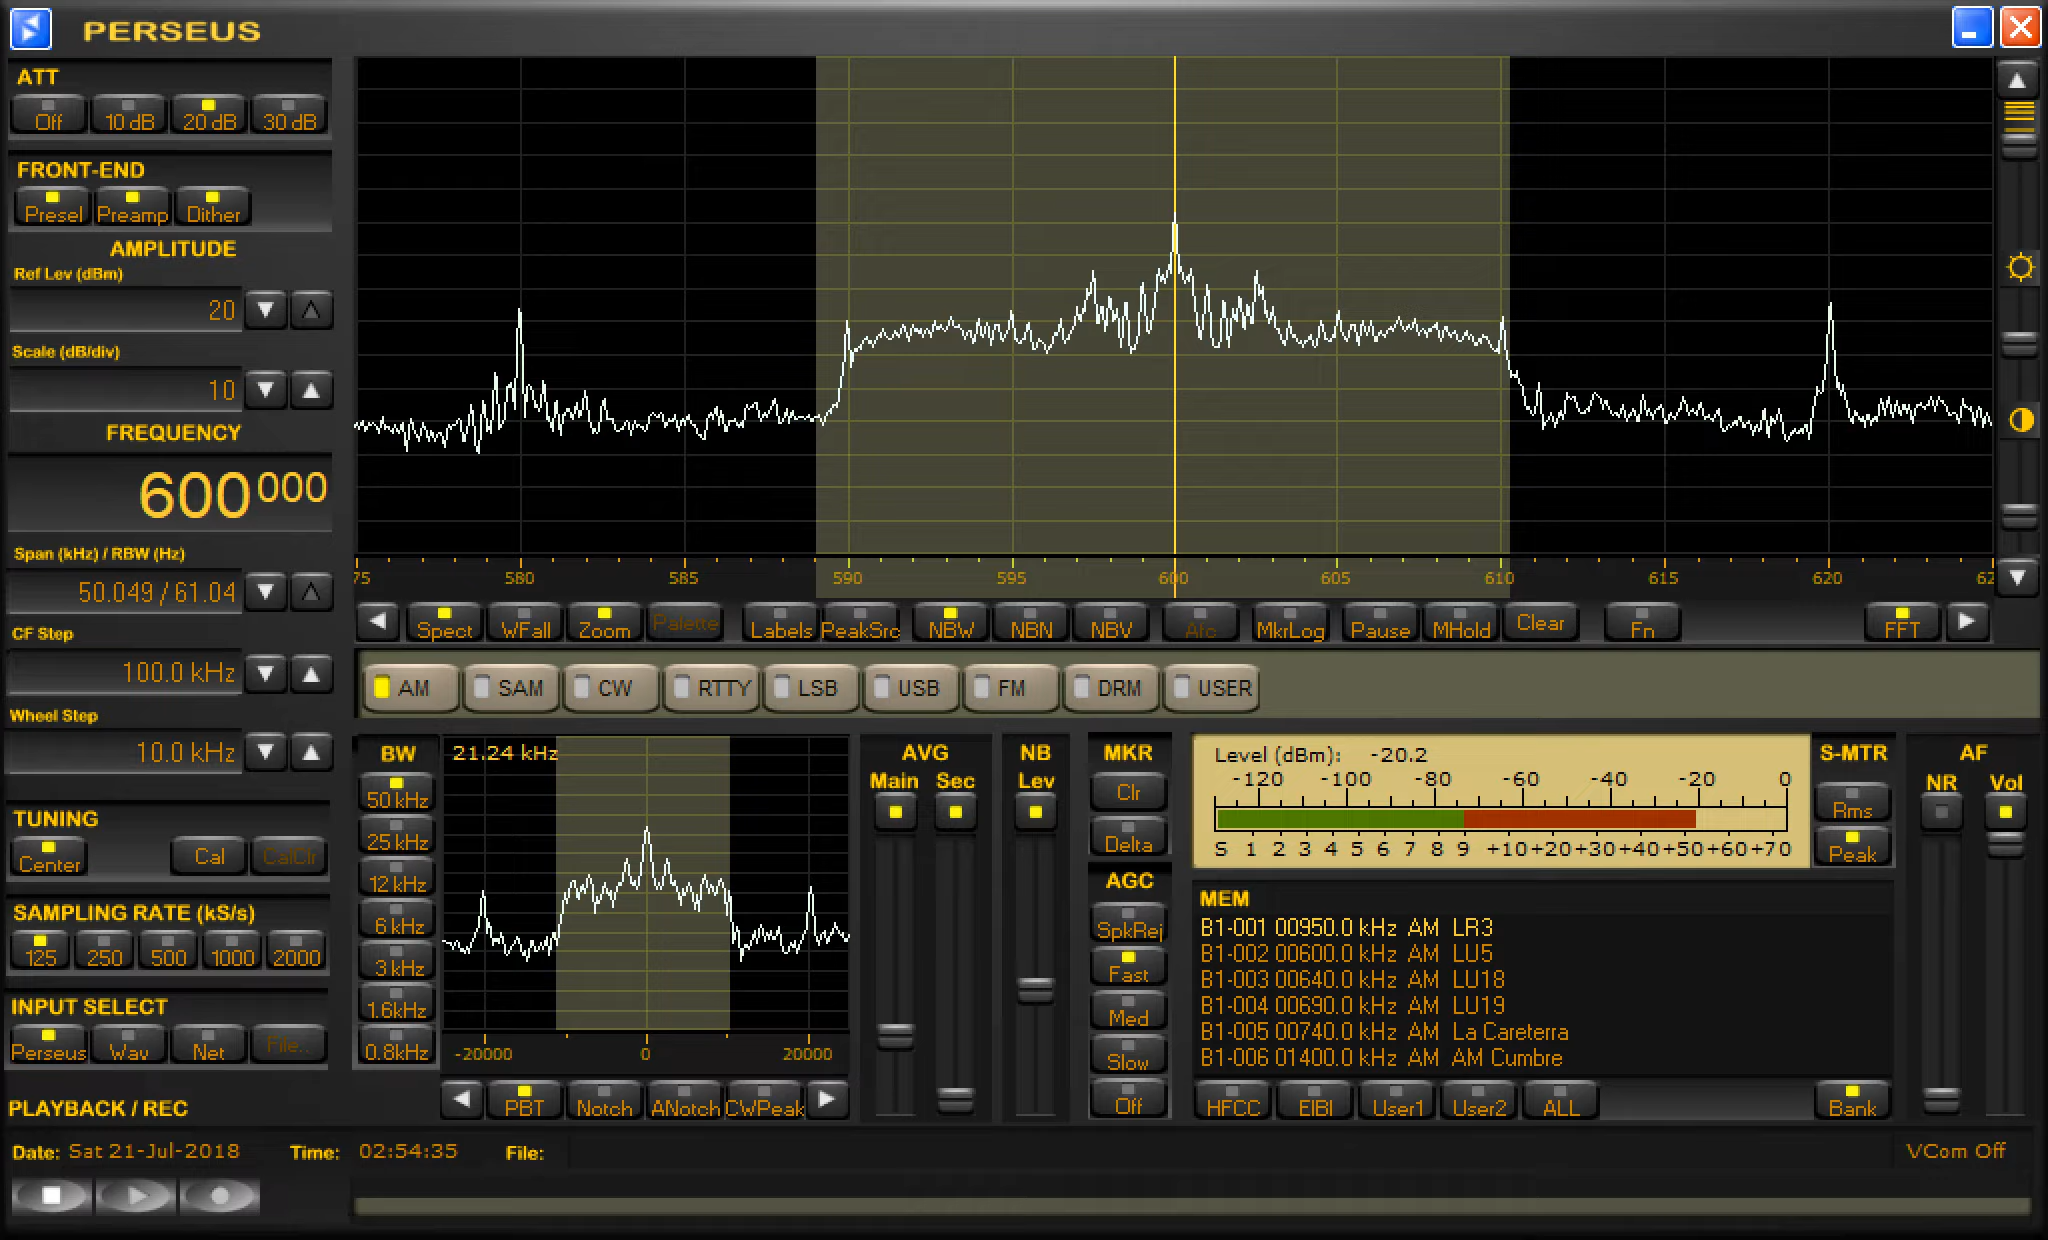 PERSEUS
ATT
Off 10 dB 20 dB 30 dB
FRONT-END
Presel Preamp Dither
AMPLITUDE
Ref Lev (dBm)
20
Scale (dB/div)
10
FREQUENCY
600 000
Span (kHz) / RBW (Hz)
50.049 / 61.04
CF Step
100.0 kHz
Wheel Step
10.0 kHz
TUNING
Center Cal CalClr
SAMPLING RATE (kS/s)
125 250 500 1000 2000
INPUT SELECT
Perseus Wav Net File..
PLAYBACK / REC
75 580 585 590 595 600 605 610 615 620 62
Spect WFall Zoom Palette Labels PeakSrc NBW NBN NBV Afc MkrLog Pause MHold Clear Fn FFT
AM SAM CW RTTY LSB USB FM DRM USER
BW
50 kHz
25 kHz
12 kHz
6 kHz
3 kHz
1.6kHz
0.8kHz
21.24 kHz
-20000 0 20000
PBT Notch ANotch CWPeak
AVG
Main Sec
NB
Lev
MKR
Clr
Delta
AGC
SpkRej
Fast
Med
Slow
Off
Level (dBm): -20.2
-120 -100 -80 -60 -40 -20 0
S 1 2 3 4 5 6 7 8 9 +10 +20 +30 +40 +50 +60 +70
S-MTR
Rms
Peak
AF
NR Vol
MEM
B1-001 00950.0 kHz AM LR3
B1-002 00600.0 kHz AM LU5
B1-003 00640.0 kHz AM LU18
B1-004 00690.0 kHz AM LU19
B1-005 00740.0 kHz AM La Careterra
B1-006 01400.0 kHz AM AM Cumbre
HFCC EIBI User1 User2 ALL Bank
Date: Sat 21-Jul-2018 Time: 02:54:35 File: VCom Off